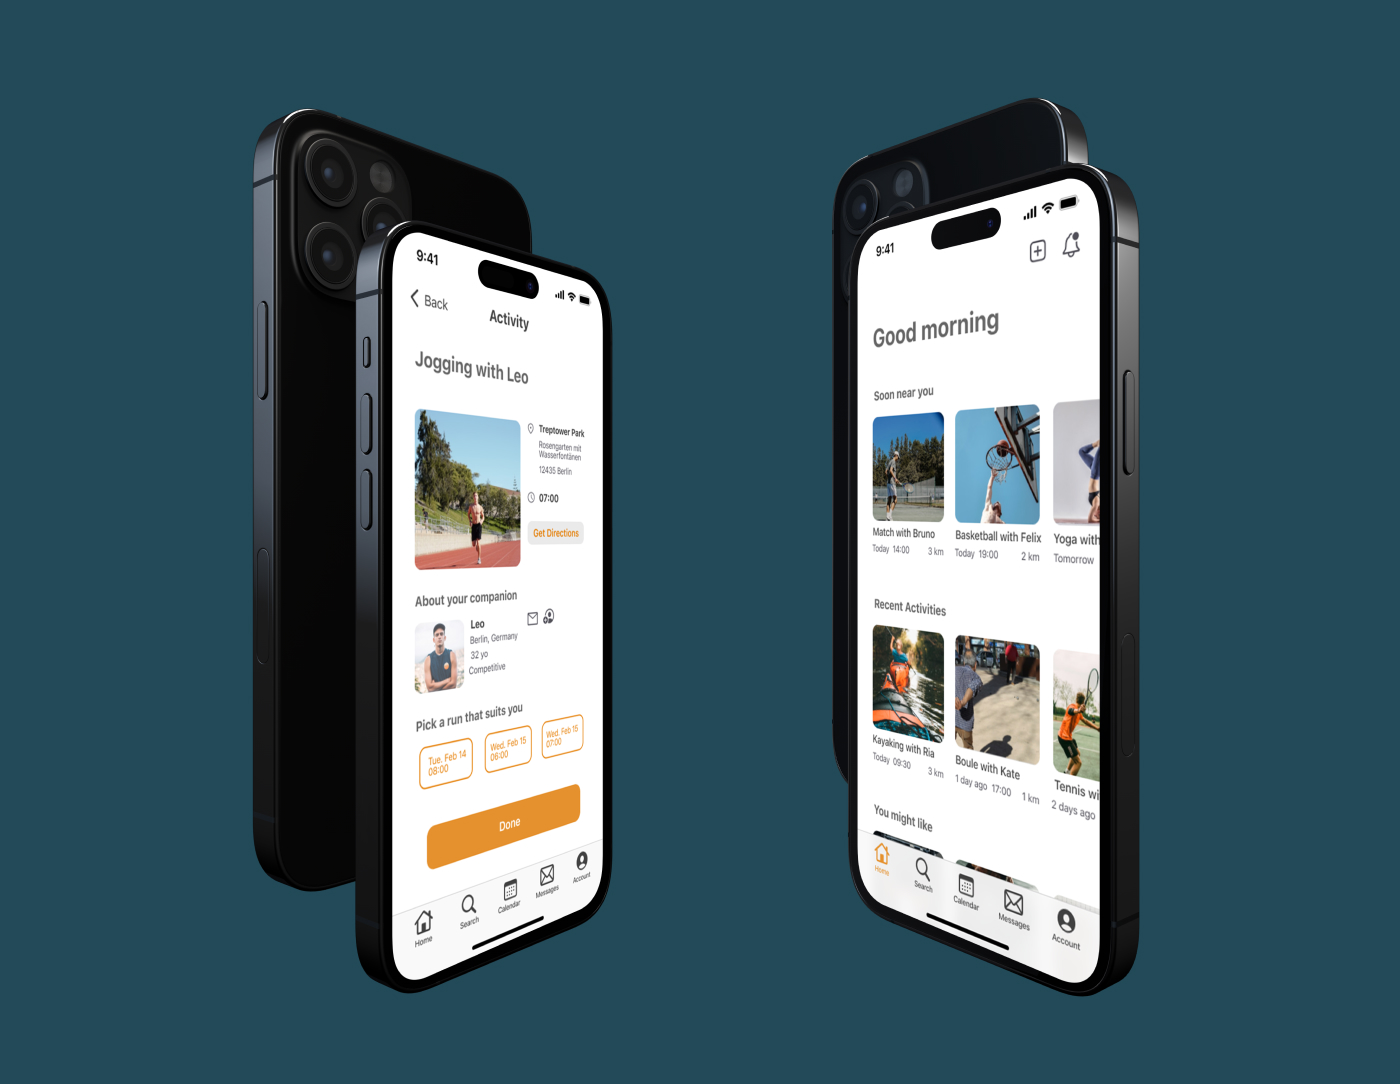 9:41
Back
Activity
Jogging with Leo
Treptower Park
Rosengarten mit
Wasserfontänen
12435 Berlin
07:00
Get Directions
About your companion
Leo
Berlin, Germany
32 yo
Competitive
Pick a run that suits you
Tue. Feb 14
08:00
Wed. Feb 15
06:00
Wed. Feb 15
07:00
Done
Home
Search
Calendar
Messages
Account
9:41
Good morning
Soon near you
Match with Bruno
Today 14:00 3 km
Basketball with Felix
Today 19:00 2 km
Yoga with
Tomorrow
Recent Activities
Kayaking with Ria
Today 09:30 3 km
Boule with Kate
1 day ago 17:00 1 km
Tennis wi
2 days ago
You might like
Home
Search
Calendar
Messages
Account